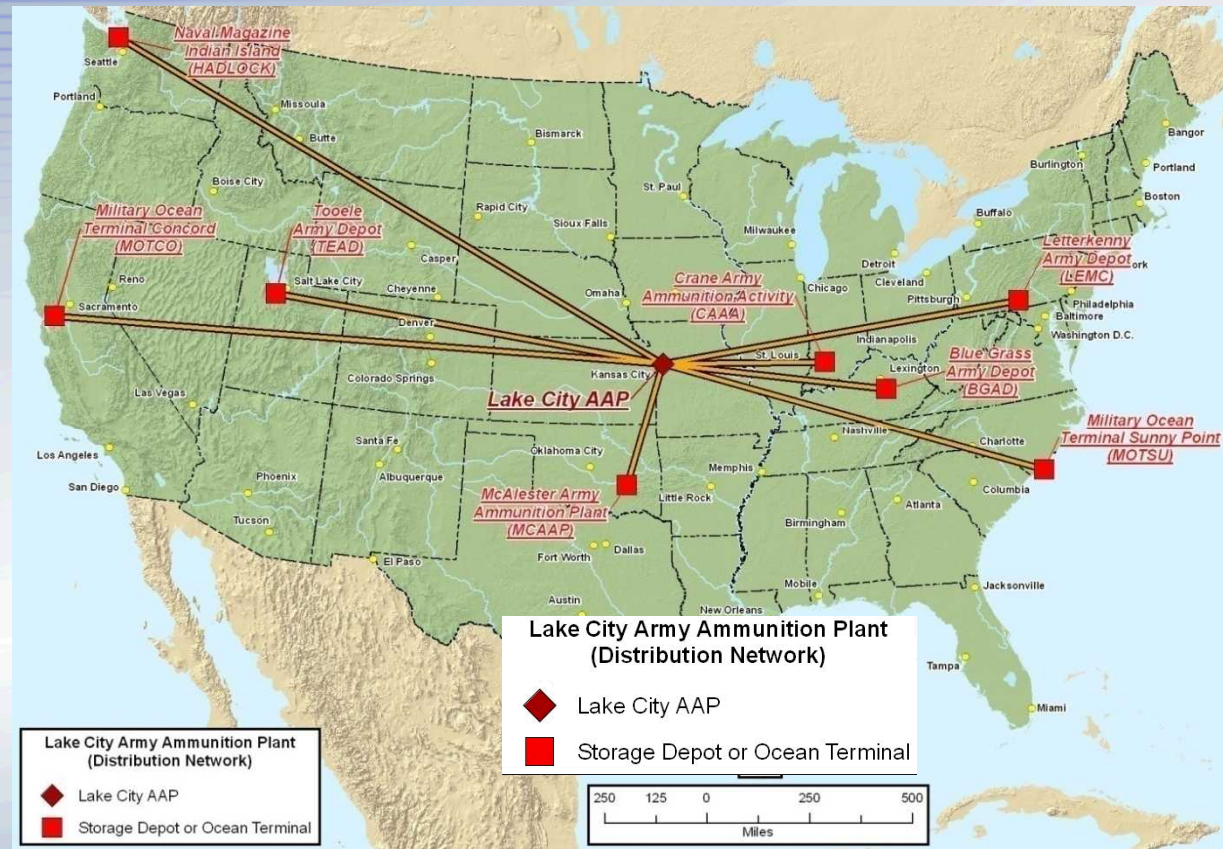 Naval Magazine
Indian Island
(HADLOCK)
Seattle
Portland
Missoula
Butte
Bismarck
Bangor
Burlington
Portland
St. Paul
Boston
Boise City
Rapid City
Buffalo
Military Ocean
Terminal Concord
(MOTCO)
Tooele
Army Depot
(TEAD)
Sioux Falls
Milwaukee
Letterkenny
Army Depot
(LEMC)
Casper
Detroit
Crane Army
Ammunition Activity
(CAAA)
Chicago
Cleveland
ork
Reno
Salt Lake City
Cheyenne
Omaha
Pittsburgh
Philadelphia
Sacramento
Baltimore
Washington D.C.
Denver
Indianapolis
St. Louis
Kansas City
Lexington
Blue Grass
Army Depot
(BGAD)
Colorado Springs
Las Vegas
Lake City AAP
Military Ocean
Terminal Sunny Point
(MOTSU)
Nashville
Charlotte
Santa Fe
Oklahoma City
Los Angeles
Albuquerque
Memphis
Phoenix
Little Rock
San Diego
McAlester Army
Ammunition Plant
(MCAAP)
Columbia
Atlanta
Birmingham
Tucson
Fort Worth
Dallas
El Paso
Mobile
Jacksonville
Austin
New Orleans
Tampa
Miami
Lake City Army Ammunition Plant
(Distribution Network)
Lake City AAP
Storage Depot or Ocean Terminal
Lake City Army Ammunition Plant
(Distribution Network)
Lake City AAP
Storage Depot or Ocean Terminal
250 125 0 250 500
Miles